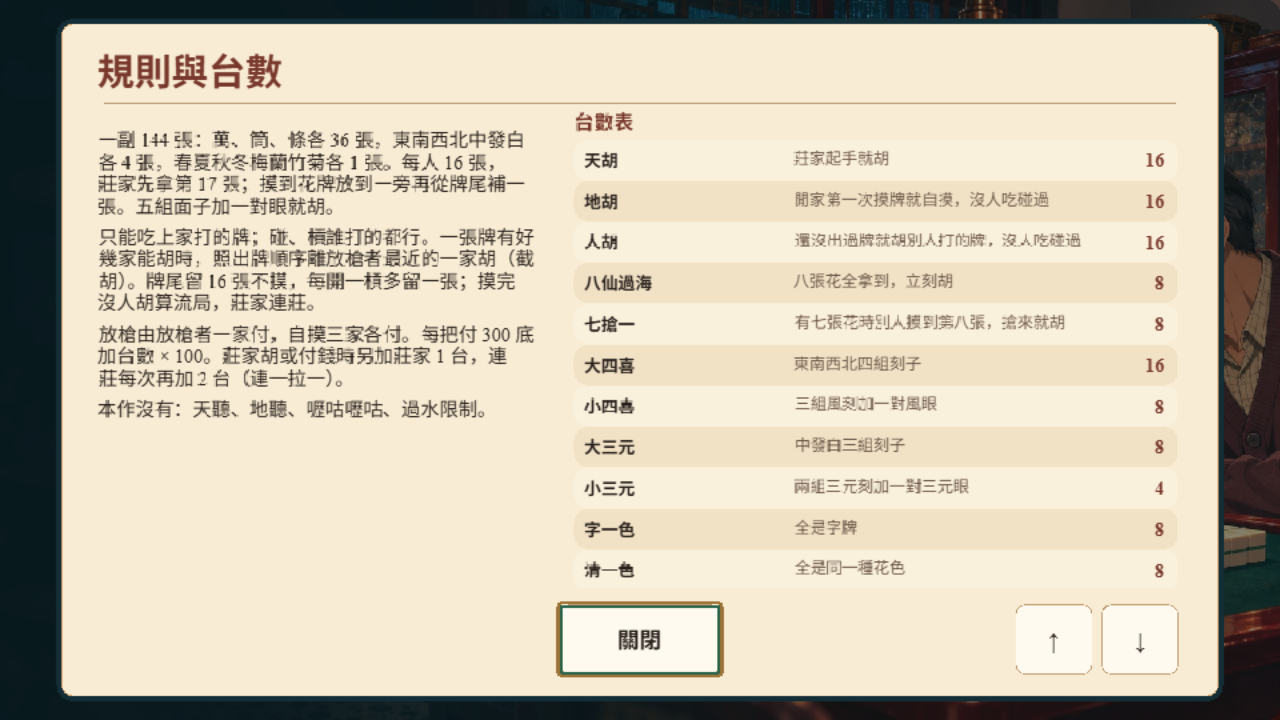 規則與台數
一副 144 張：萬、筒、條各 36 張，東南西北中發白
各 4 張，春夏秋冬梅蘭竹菊各 1 張。每人 16 張，
莊家先拿第 17 張；摸到花牌放到一旁再從牌尾補一
張。五組面子加一對眼就胡。
只能吃上家打的牌；碰、槓誰打的都行。一張牌有好
幾家能胡時，照出牌順序離放槍者最近的一家胡（截
胡）。牌尾留 16 張不摸，每開一槓多留一張；摸完
沒人胡算流局，莊家連莊。
放槍由放槍者一家付，自摸三家各付。每把付 300 底
加台數 × 100。莊家胡或付錢時另加莊家 1 台，連
莊每次再加 2 台（連一拉一）。
本作沒有：天聽、地聽、嚦咕嚦咕、過水限制。
台數表
天胡 莊家起手就胡 16
地胡 閒家第一次摸牌就自摸，沒人吃碰過 16
人胡 還沒出過牌就胡別人打的牌，沒人吃碰過 16
八仙過海 八張花全拿到，立刻胡 8
七搶一 有七張花時別人摸到第八張，搶來就胡 8
大四喜 東南西北四組刻子 16
小四喜 三組風刻加一對風眼 8
大三元 中發白三組刻子 8
小三元 兩組三元刻加一對三元眼 4
字一色 全是字牌 8
清一色 全是同一種花色 8
關閉
↑ ↓